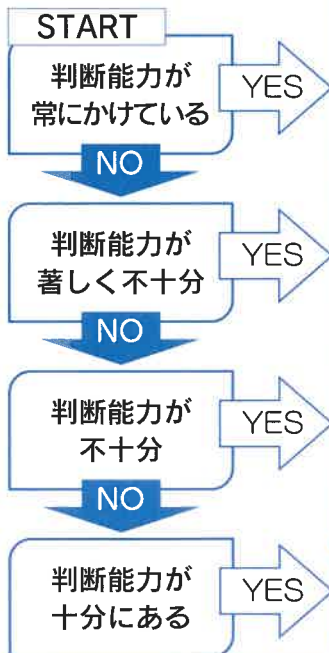 START
判断能力が
常にかけている
YES
NO
判断能力が
著しく不十分
YES
NO
判断能力が
不十分
YES
NO
判断能力が
十分にある
YES